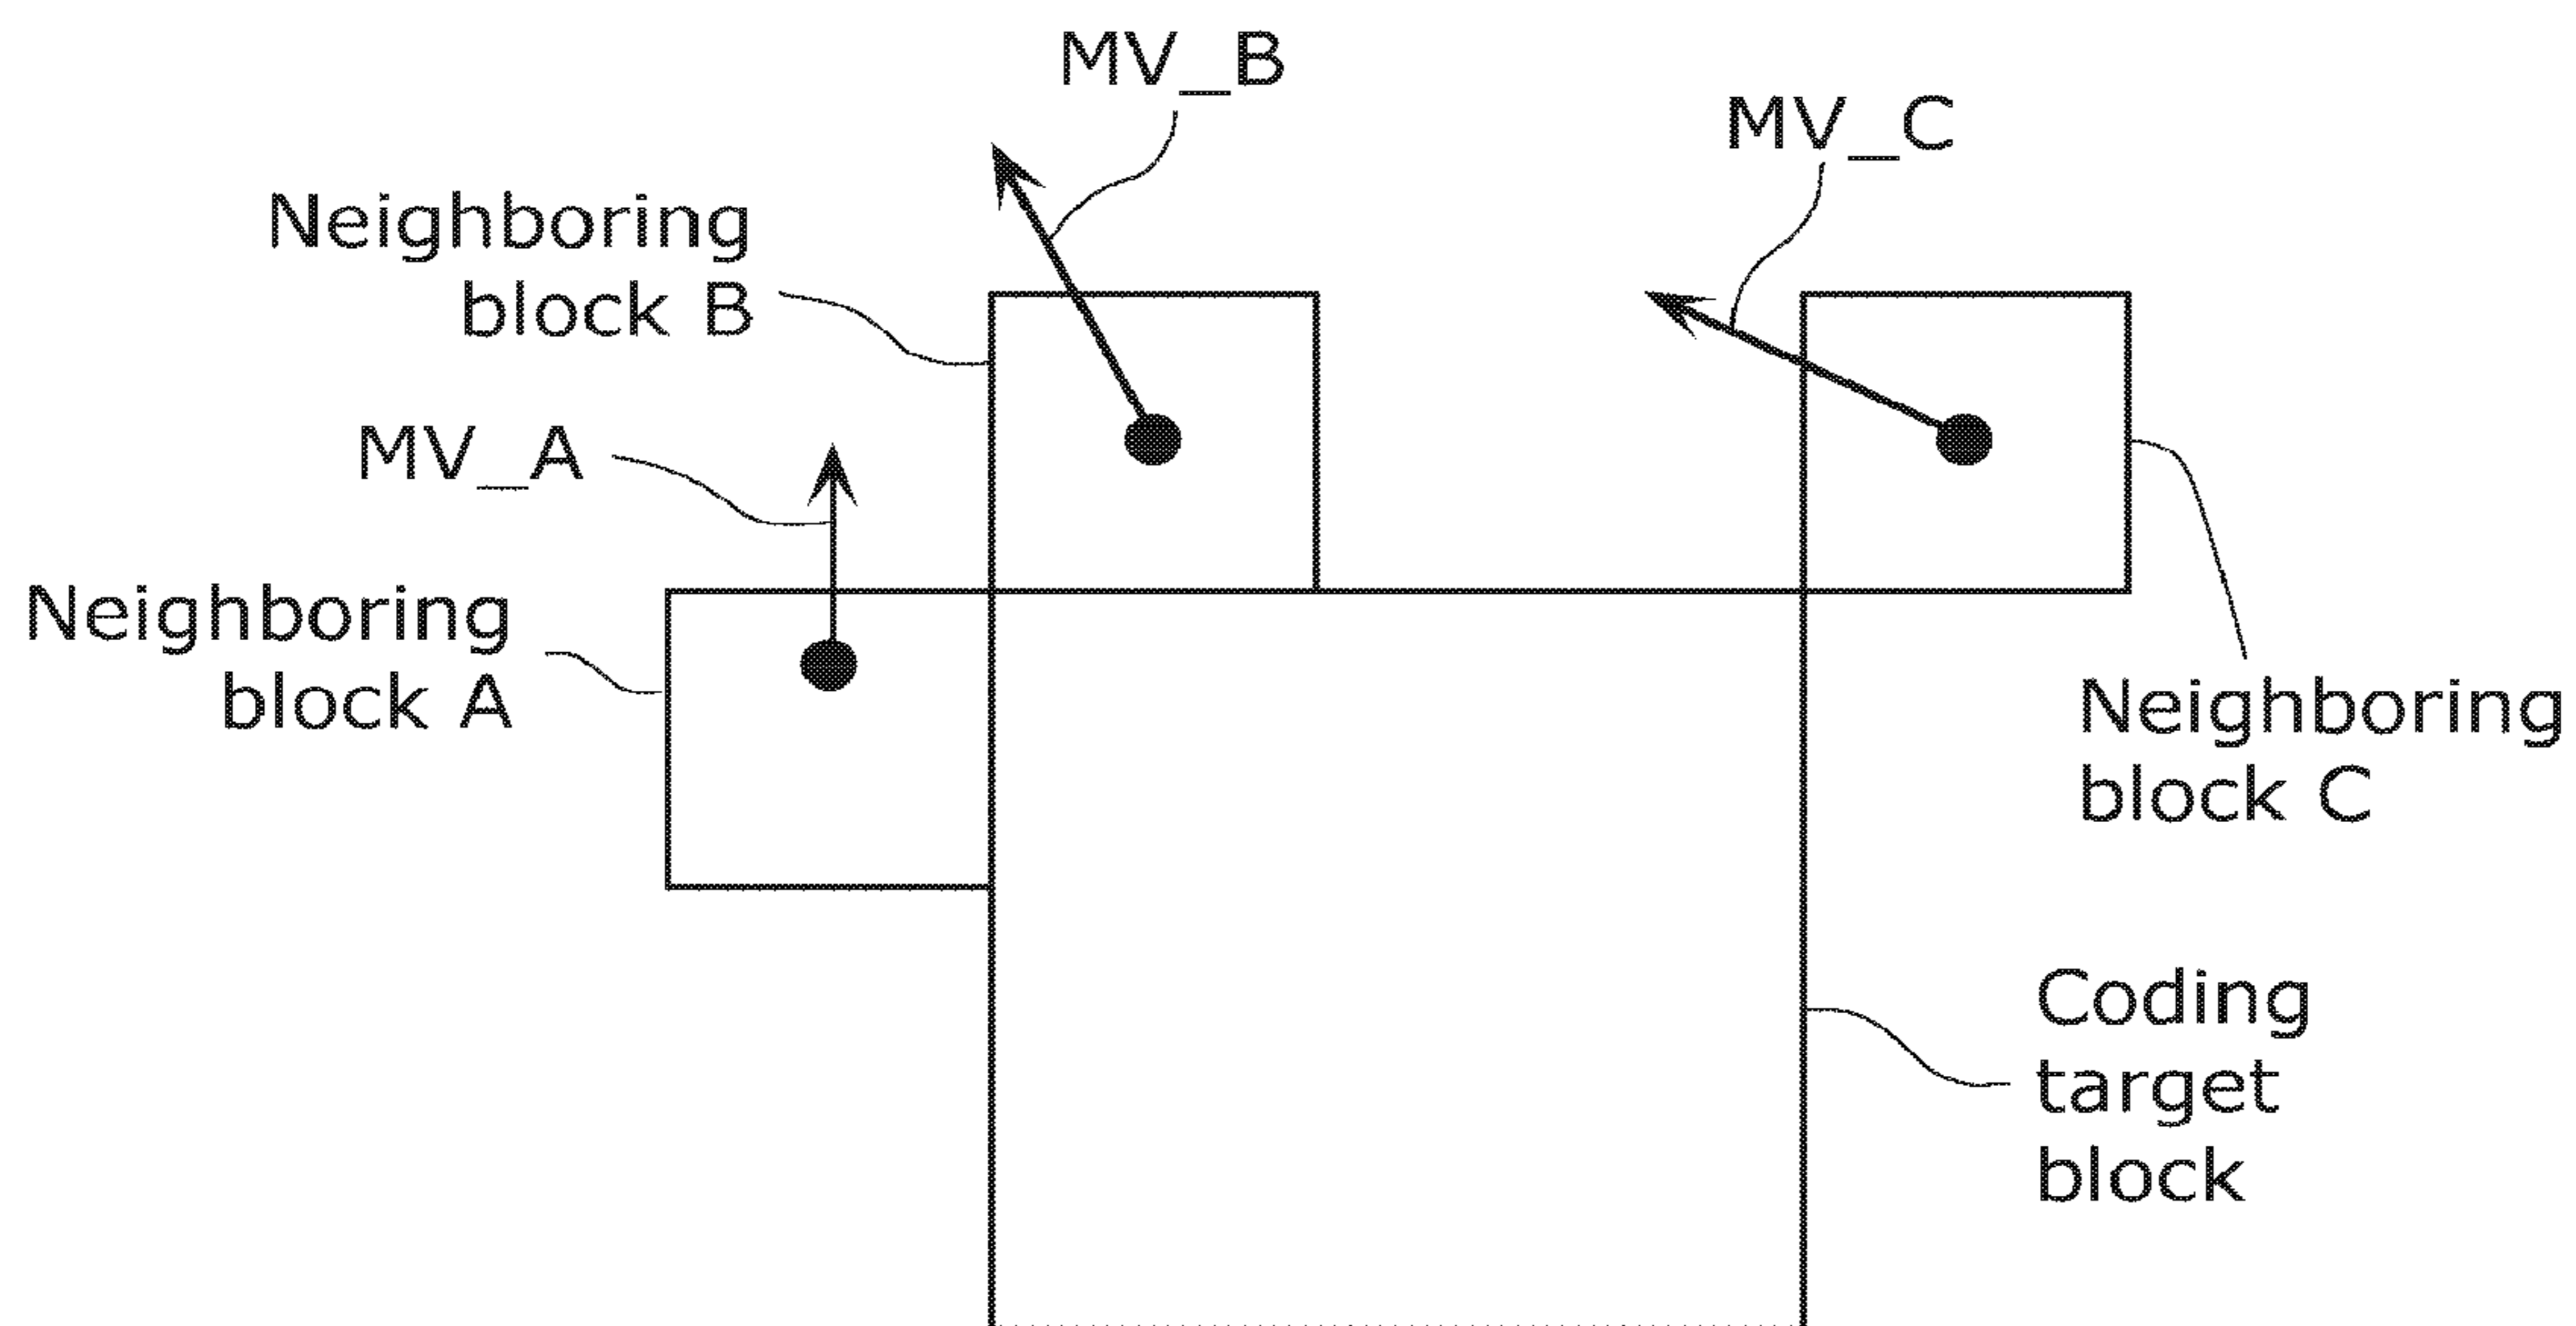 MV_B
MV_C
Neighboring
block B
MV_A
Neighboring
block A
Neighboring
block C
Coding
target
block